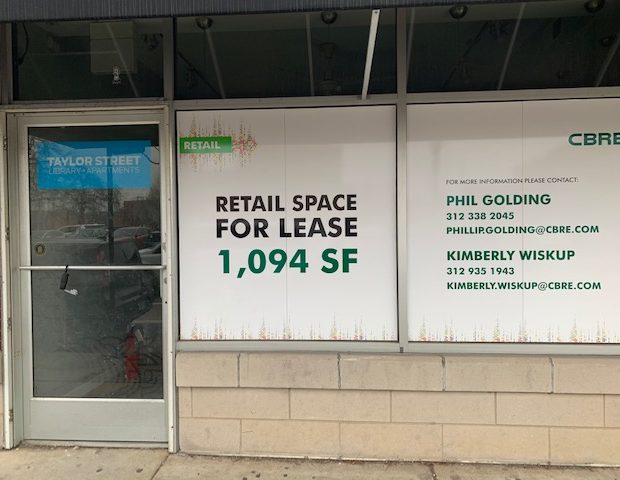 TAYLOR STREET
LIBRARY + APARTMENTS
RETAIL
RETAIL SPACE
FOR LEASE
1,094 SF
CBRE
FOR MORE INFORMATION PLEASE CONTACT:
PHIL GOLDING
312 338 2045
PHILLIP.GOLDING@CBRE.COM
KIMBERLY WISKUP
312 935 1943
KIMBERLY.WISKUP@CBRE.COM